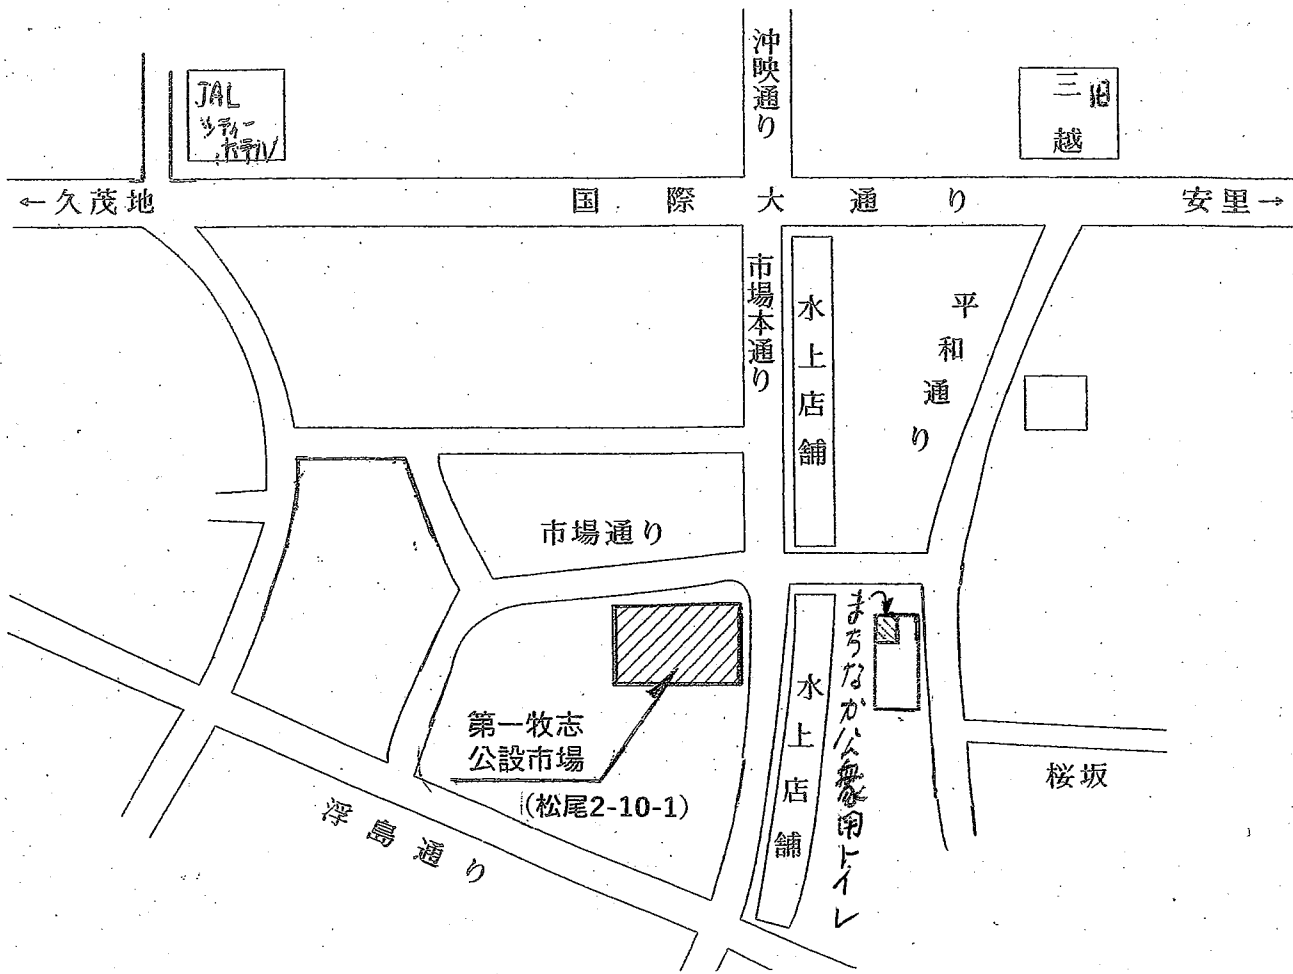 沖映通り
JAL
シティー
ホテル
三越
旧
←久茂地
国際大通り
安里→
市場本通り
水上店舗
平和通り
市場通り
まちなか公衆用トイレ
水上店舗
第一牧志
公設市場
(松尾2-10-1)
桜坂
浮島通り